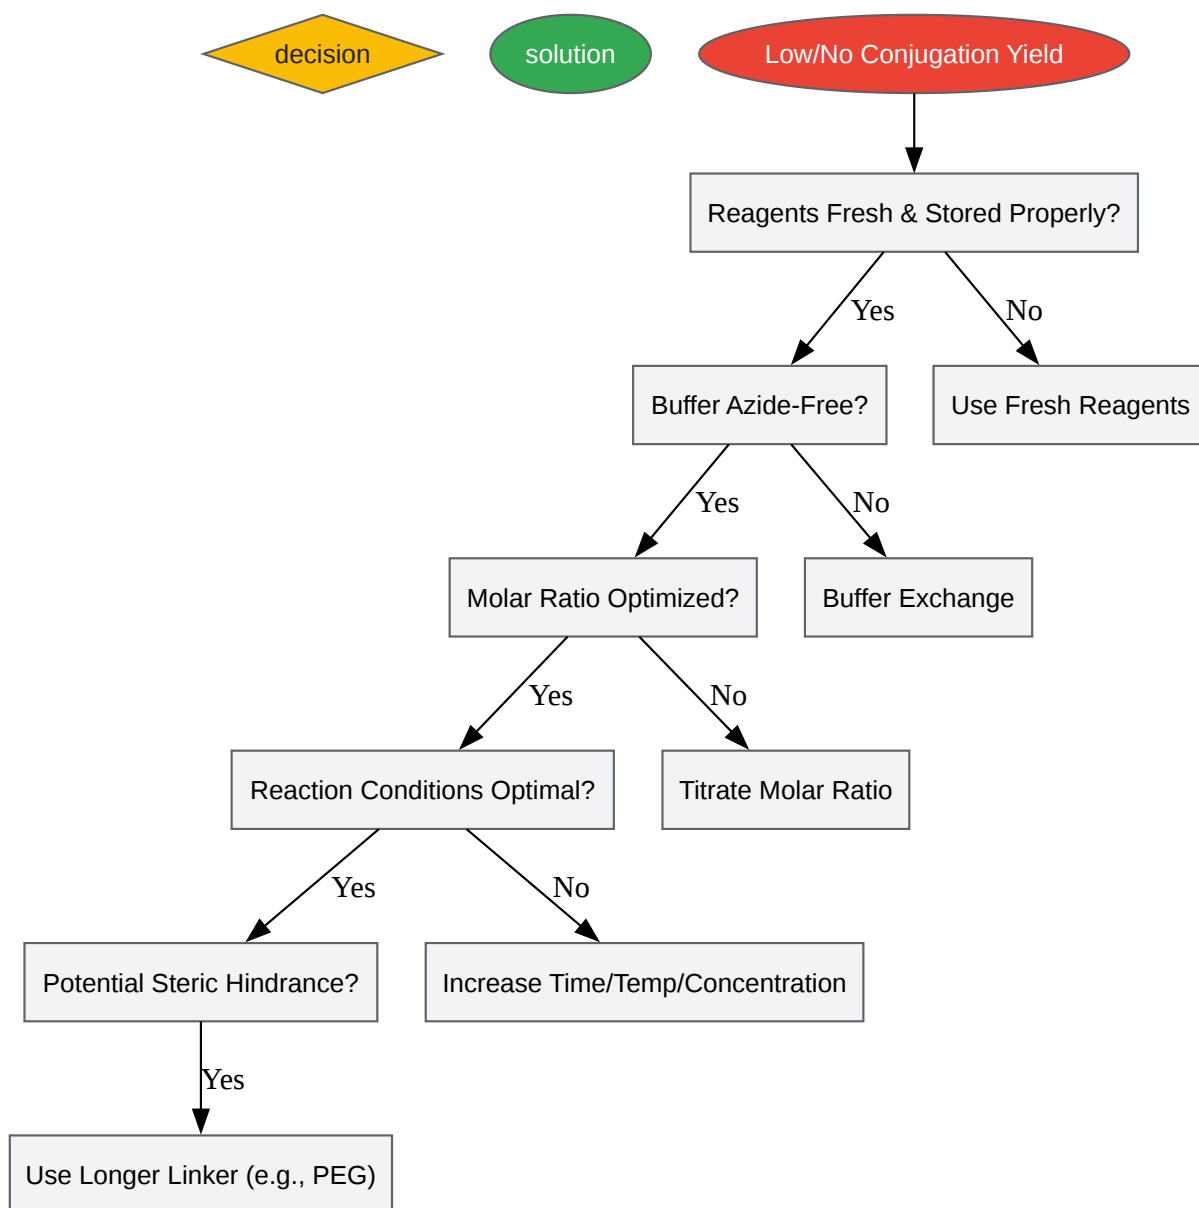 decision
solution
Low/No Conjugation Yield
Reagents Fresh & Stored Properly?
Yes
No
Buffer Azide-Free?
Use Fresh Reagents
Yes
No
Molar Ratio Optimized?
Buffer Exchange
Yes
No
Reaction Conditions Optimal?
Titrate Molar Ratio
Yes
No
Potential Steric Hindrance?
Increase Time/Temp/Concentration
Yes
Use Longer Linker (e.g., PEG)